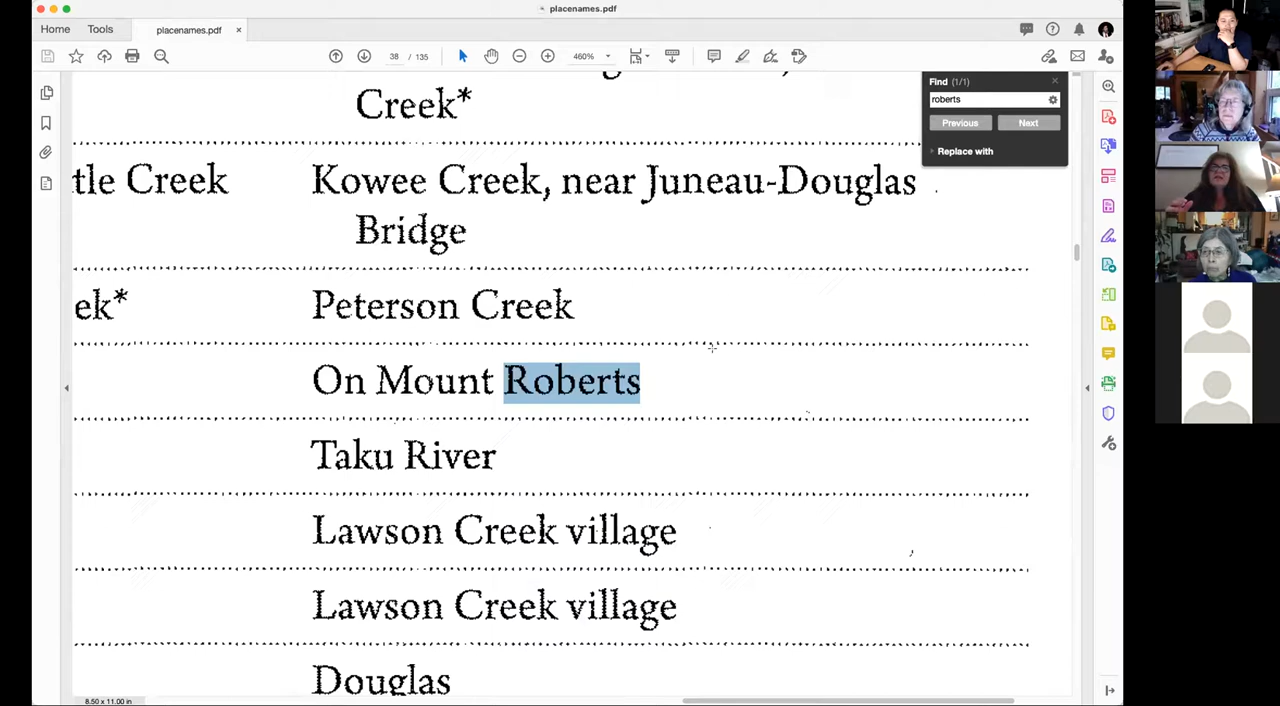 placenames.pdf
Home
Tools
placenames.pdf
38 / 135
460%
Find (1/1)
roberts
Previous
Next
Replace with
Creek*
tle Creek
Kowee Creek, near Juneau-Douglas
Bridge
ek*
Peterson Creek
On Mount Roberts
Taku River
Lawson Creek village
Lawson Creek village
Douglas
8.50 x 11.00 in